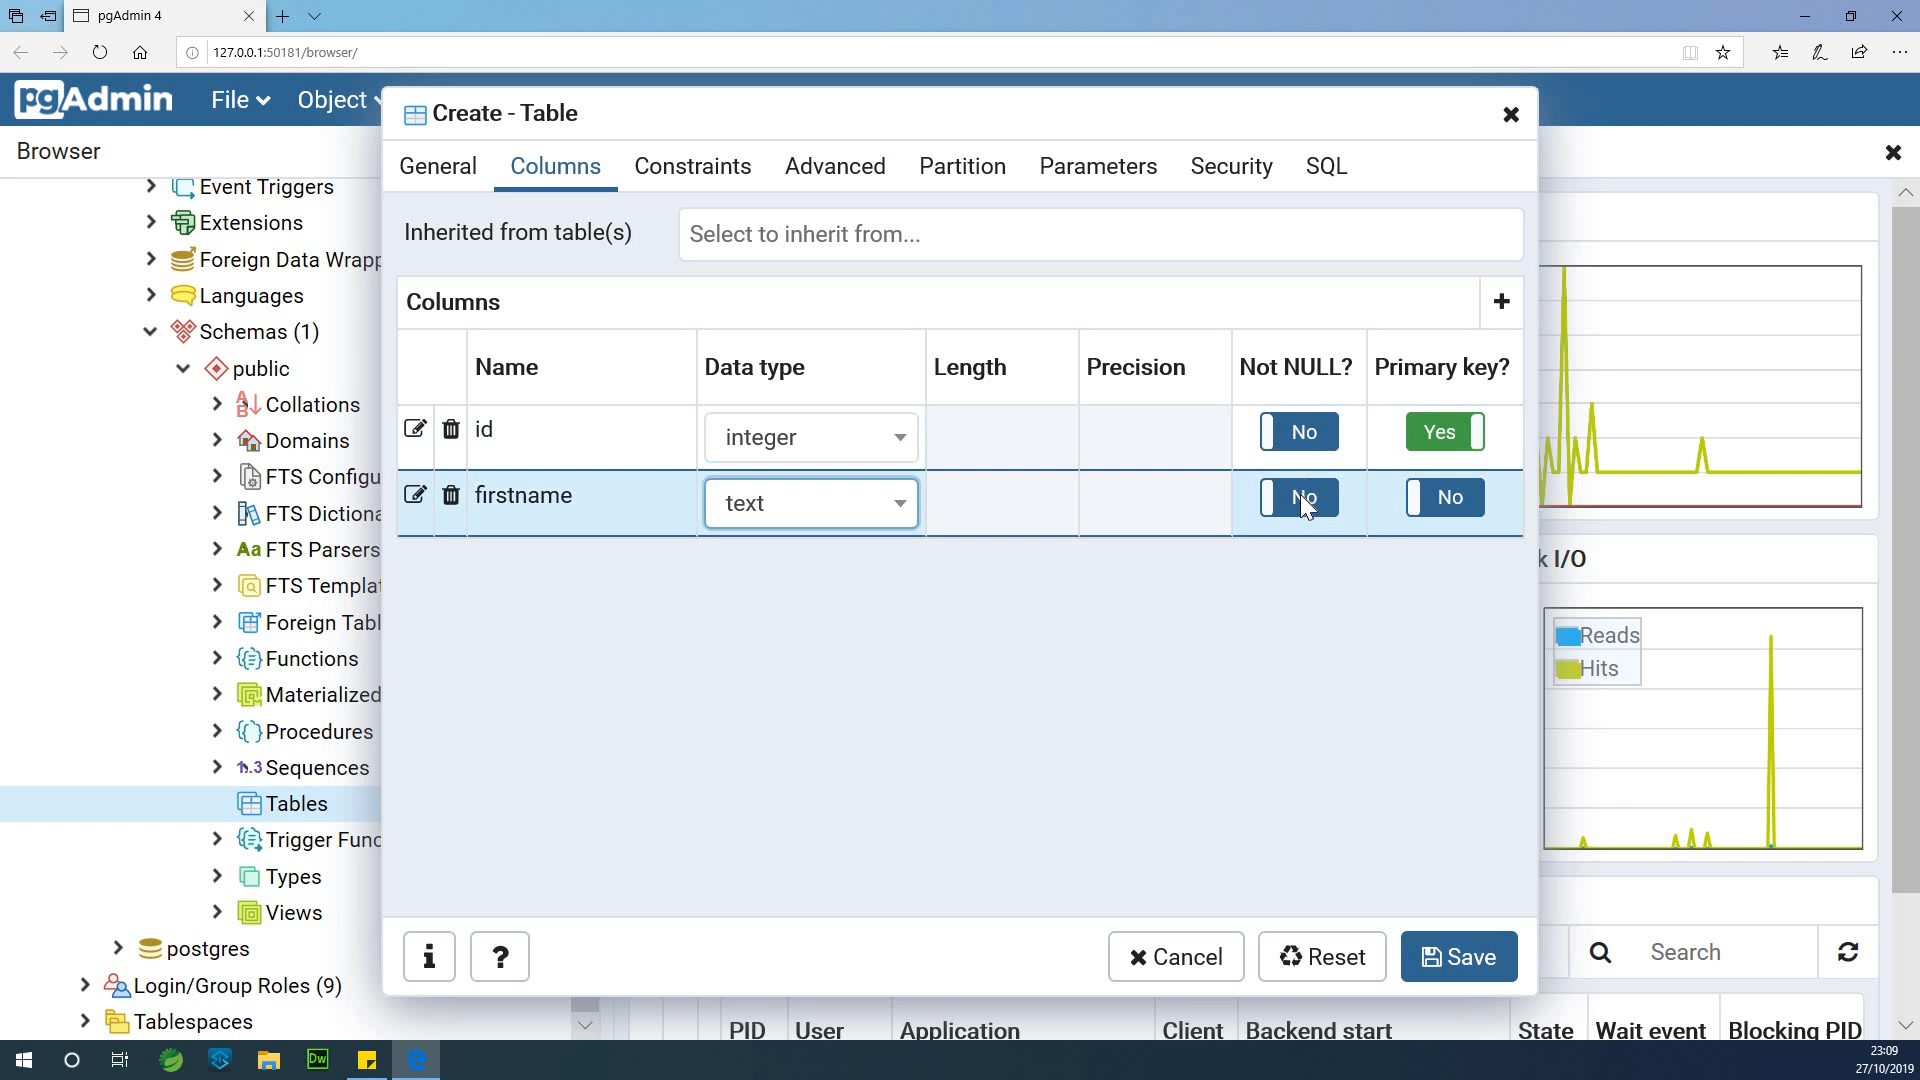 pgAdmin 4
127.0.0.1:50181/browser/
pgAdmin File Object
Browser
Create - Table
General Columns Constraints Advanced Partition Parameters Security SQL
Inherited from table(s) Select to inherit from...
Columns
Name Data type Length Precision Not NULL? Primary key?
id integer No Yes
firstname text No No
Event Triggers
Extensions
Foreign Data Wrapp
Languages
Schemas (1)
public
Collations
Domains
FTS Configu
FTS Dictiona
FTS Parsers
FTS Templat
Foreign Tabl
Functions
Materialized
Procedures
1..3 Sequences
Tables
Trigger Func
Types
Views
postgres
Login/Group Roles (9)
Tablespaces
k I/O
Reads
Hits
i ? Cancel Reset Save
Search
PID User Application Client Backend start State Wait event Blocking PID
Dw
23:09
27/10/2019